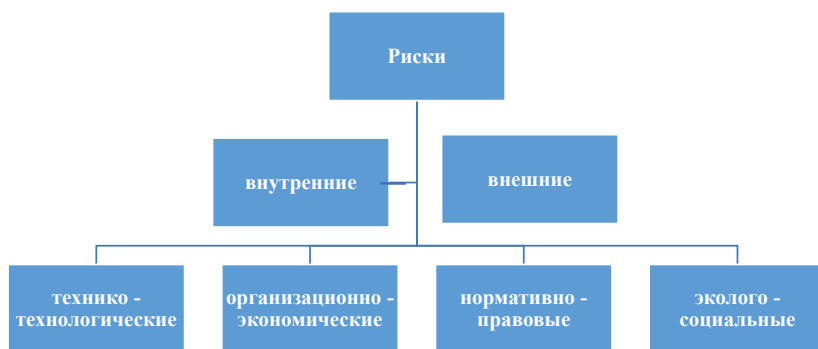 Риски
внутренние
внешние
технико -
технологические
организационно -
экономические
нормативно -
правовые
эколого -
социальные